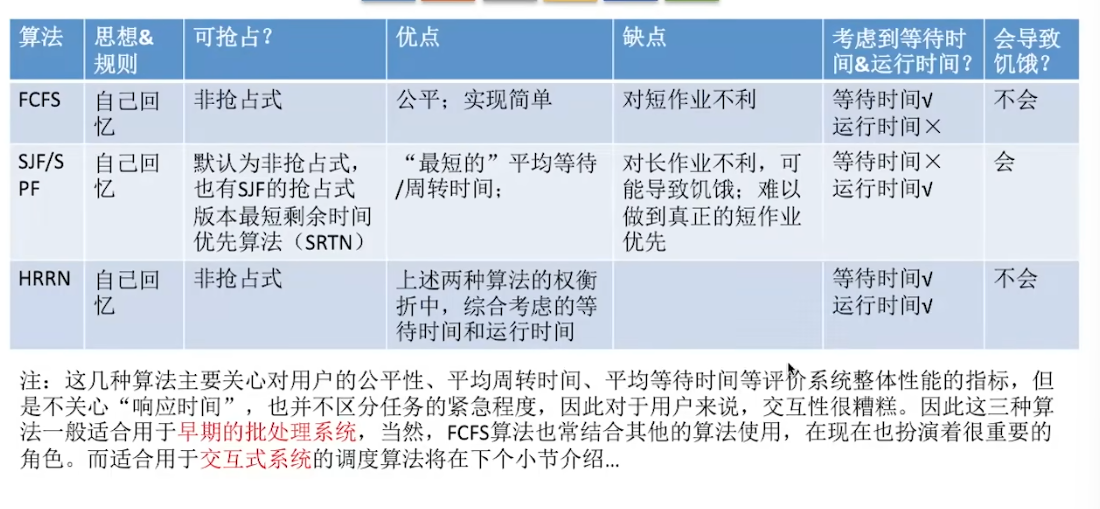 算法
思想&
规则
可抢占？
优点
缺点
考虑到等待时
间&运行时间？
会导致
饥饿？
FCFS
自己回
忆
非抢占式
公平；实现简单
对短作业不利
等待时间√
运行时间×
不会
SJF/S
PF
自己回
忆
默认为非抢占式，
也有SJF的抢占式
版本最短剩余时间
优先算法（SRTN）
“最短的”平均等待
/周转时间；
对长作业不利，可
能导致饥饿；难以
做到真正的短作业
优先
等待时间×
运行时间√
会
HRRN
自己回
忆
非抢占式
上述两种算法的权衡
折中，综合考虑的等
待时间和运行时间
等待时间√
运行时间√
不会
注：这几种算法主要关心对用户的公平性、平均周转时间、平均等待时间等评价系统整体性能的指标，但
是不关心“响应时间”，也并不区分任务的紧急程度，因此对于用户来说，交互性很糟糕。因此这三种算
法一般适合用于早期的批处理系统，当然，FCFS算法也常结合其他的算法使用，在现在也扮演着很重要的
角色。而适合用于交互式系统的调度算法将在下个小节介绍...